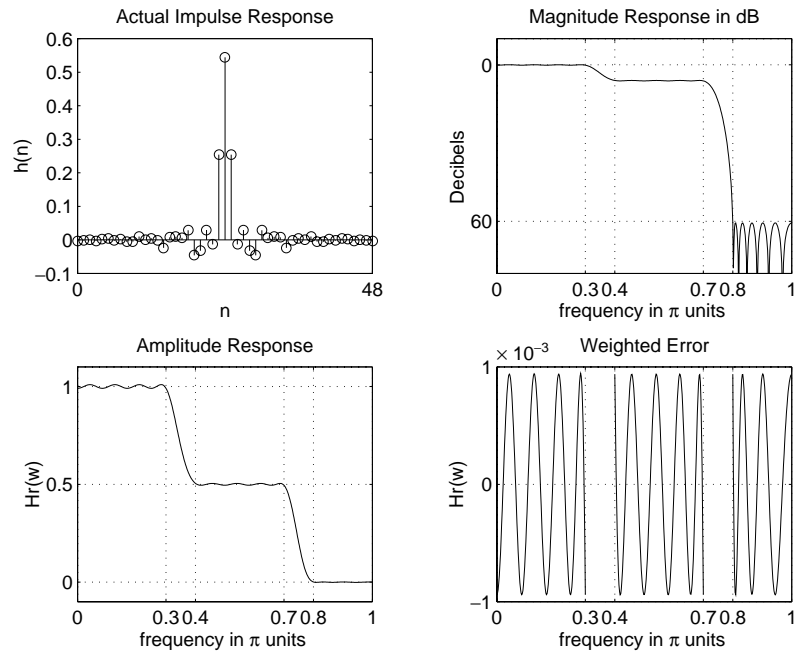 Actual Impulse Response
0.6
0.5
0.4
0.3
0.2
0.1
0
−0.1
h(n)
0
48
n
Magnitude Response in dB
0
60
Decibels
0
0.3 0.4
0.7 0.8
1
frequency in π units
Amplitude Response
1
0.5
0
Hr(w)
0
0.3 0.4
0.7 0.8
1
frequency in π units
Weighted Error
1 × 10−3
0
−1
Hr(w)
0
0.3 0.4
0.7 0.8
1
frequency in π units